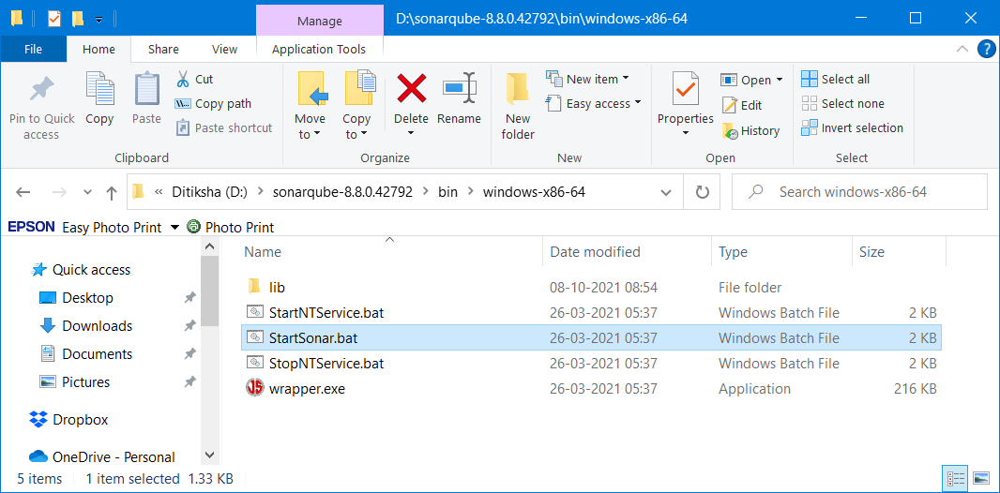 Manage D:\sonarqube-8.8.0.42792\bin\windows-x86-64
File Home Share View Application Tools
Pin to Quick access
Copy
Paste
Cut
Copy path
Paste shortcut
Clipboard
Move to
Copy to
Delete
Rename
Organize
New folder
New item
Easy access
New
Properties
Open
Edit
History
Open
Select all
Select none
Invert selection
Select
« Ditiksha (D:) > sonarqube-8.8.0.42792 > bin > windows-x86-64
Search windows-x86-64
EPSON Easy Photo Print Photo Print
Quick access
Desktop
Downloads
Documents
Pictures
Dropbox
OneDrive - Personal
Name Date modified Type Size
lib 08-10-2021 08:54 File folder
StartNTService.bat 26-03-2021 05:37 Windows Batch File 2 KB
StartSonar.bat 26-03-2021 05:37 Windows Batch File 2 KB
StopNTService.bat 26-03-2021 05:37 Windows Batch File 2 KB
wrapper.exe 26-03-2021 05:37 Application 216 KB
5 items 1 item selected 1.33 KB